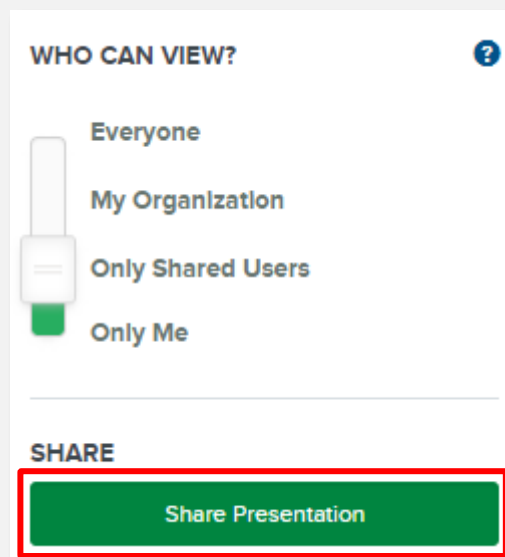 WHO CAN VIEW? ?
Everyone
My Organization
Only Shared Users
Only Me
SHARE
Share Presentation